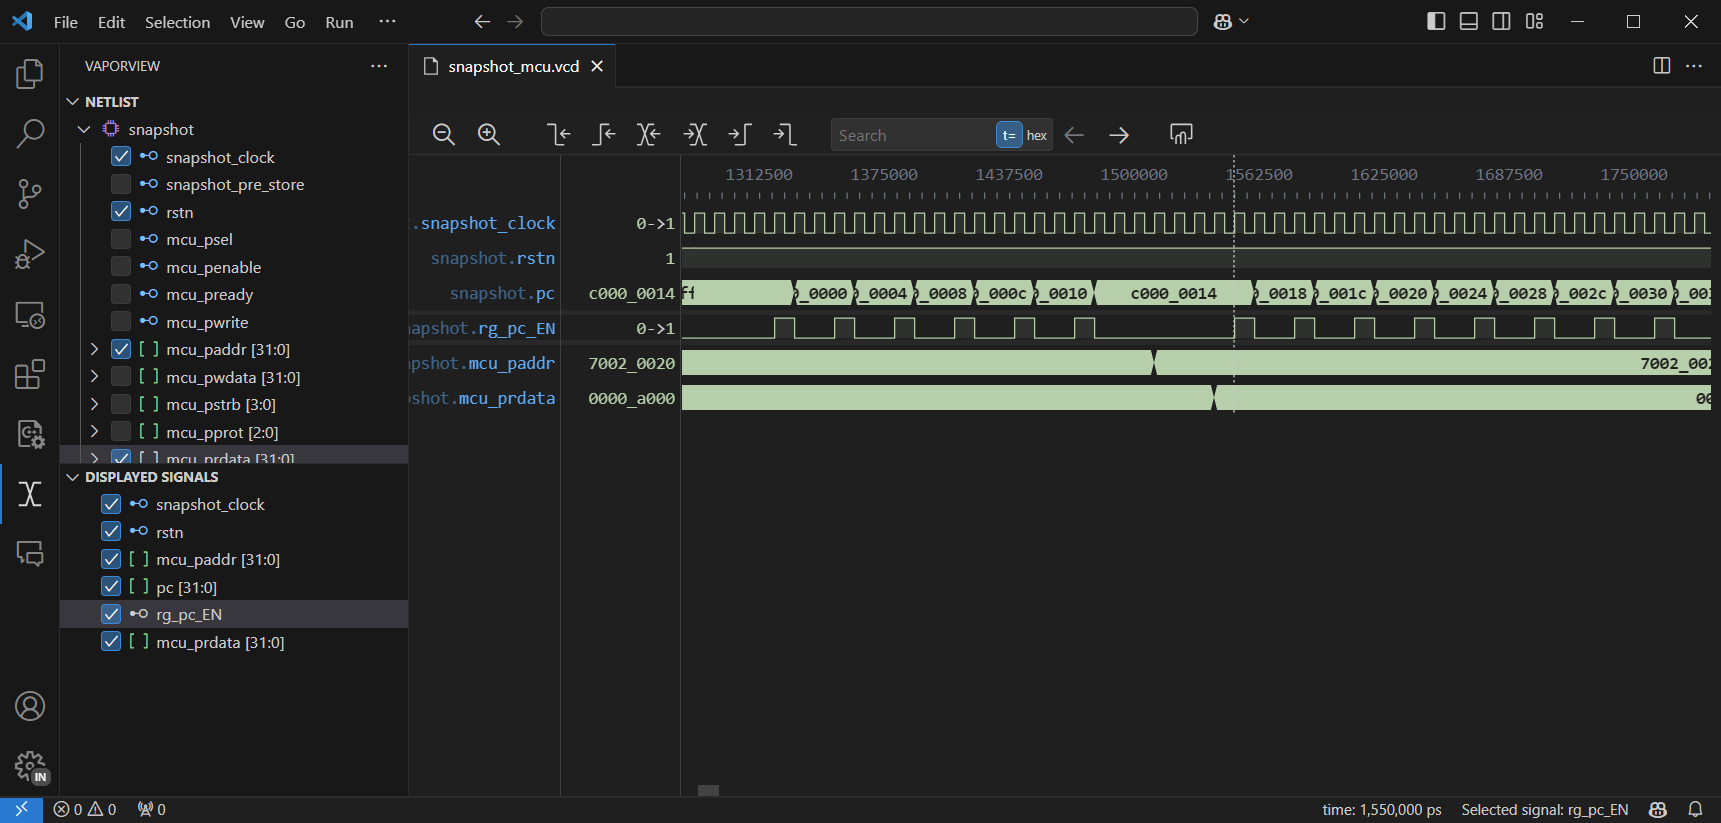 File Edit Selection View Go Run ···
VAPORVIEW
snapshot_mcu.vcd
NETLIST
snapshot
snapshot_clock
snapshot_pre_store
rstn
mcu_psel
mcu_penable
mcu_pready
mcu_pwrite
mcu_paddr [31:0]
mcu_pwdata [31:0]
mcu_pstrb [3:0]
mcu_pprot [2:0]
mcu_prdata [31:0]
DISPLAYED SIGNALS
snapshot_clock
rstn
mcu_paddr [31:0]
pc [31:0]
rg_pc_EN
mcu_prdata [31:0]
Search t= hex
1312500 1375000 1437500 1500000 1562500 1625000 1687500 1750000
.snapshot_clock 0->1
snapshot.rstn 1
snapshot.pc c000_0014 ff _0000 _0004 _0008 _000c _0010 c000_0014 _0018 _001c _0020 _0024 _0028 _002c _0030
apshot.rg_pc_EN 0->1
pshot.mcu_paddr 7002_0020 7002_002
shot.mcu_prdata 0000_a000 00
IN
0 0 0 time: 1,550,000 ps Selected signal: rg_pc_EN